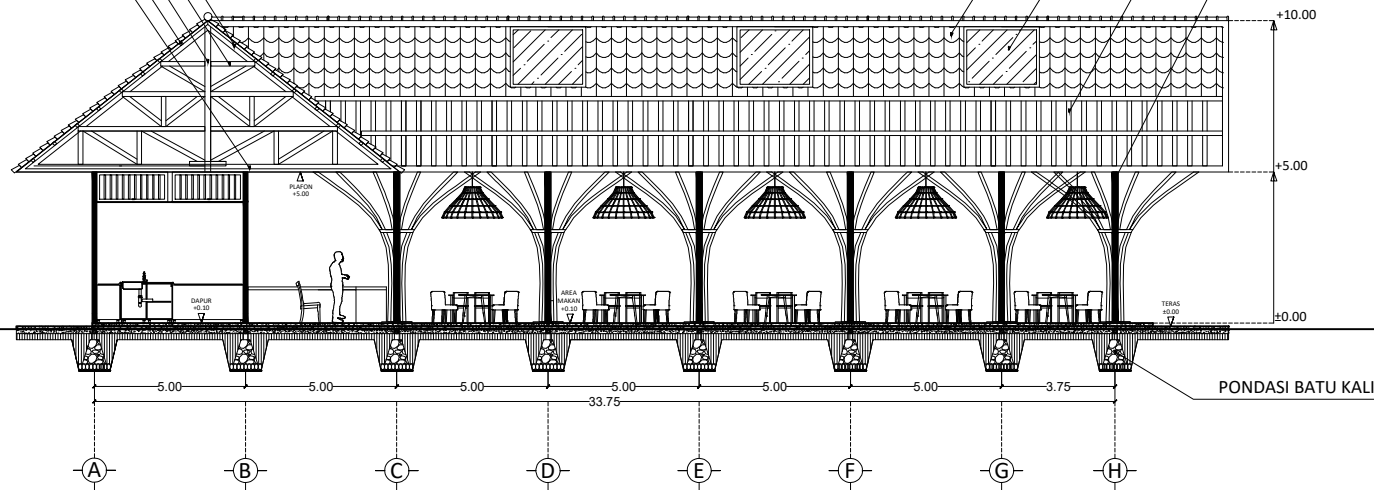 +10.00
+5.00
PLAFON
+5.00
DAPUR
+0.10
AREA
MAKAN
+0.10
TERAS
±0.00
±0.00
PONDASI BATU KALI
5.00 5.00 5.00 5.00 5.00 5.00 3.75
33.75
A B C D E F G H